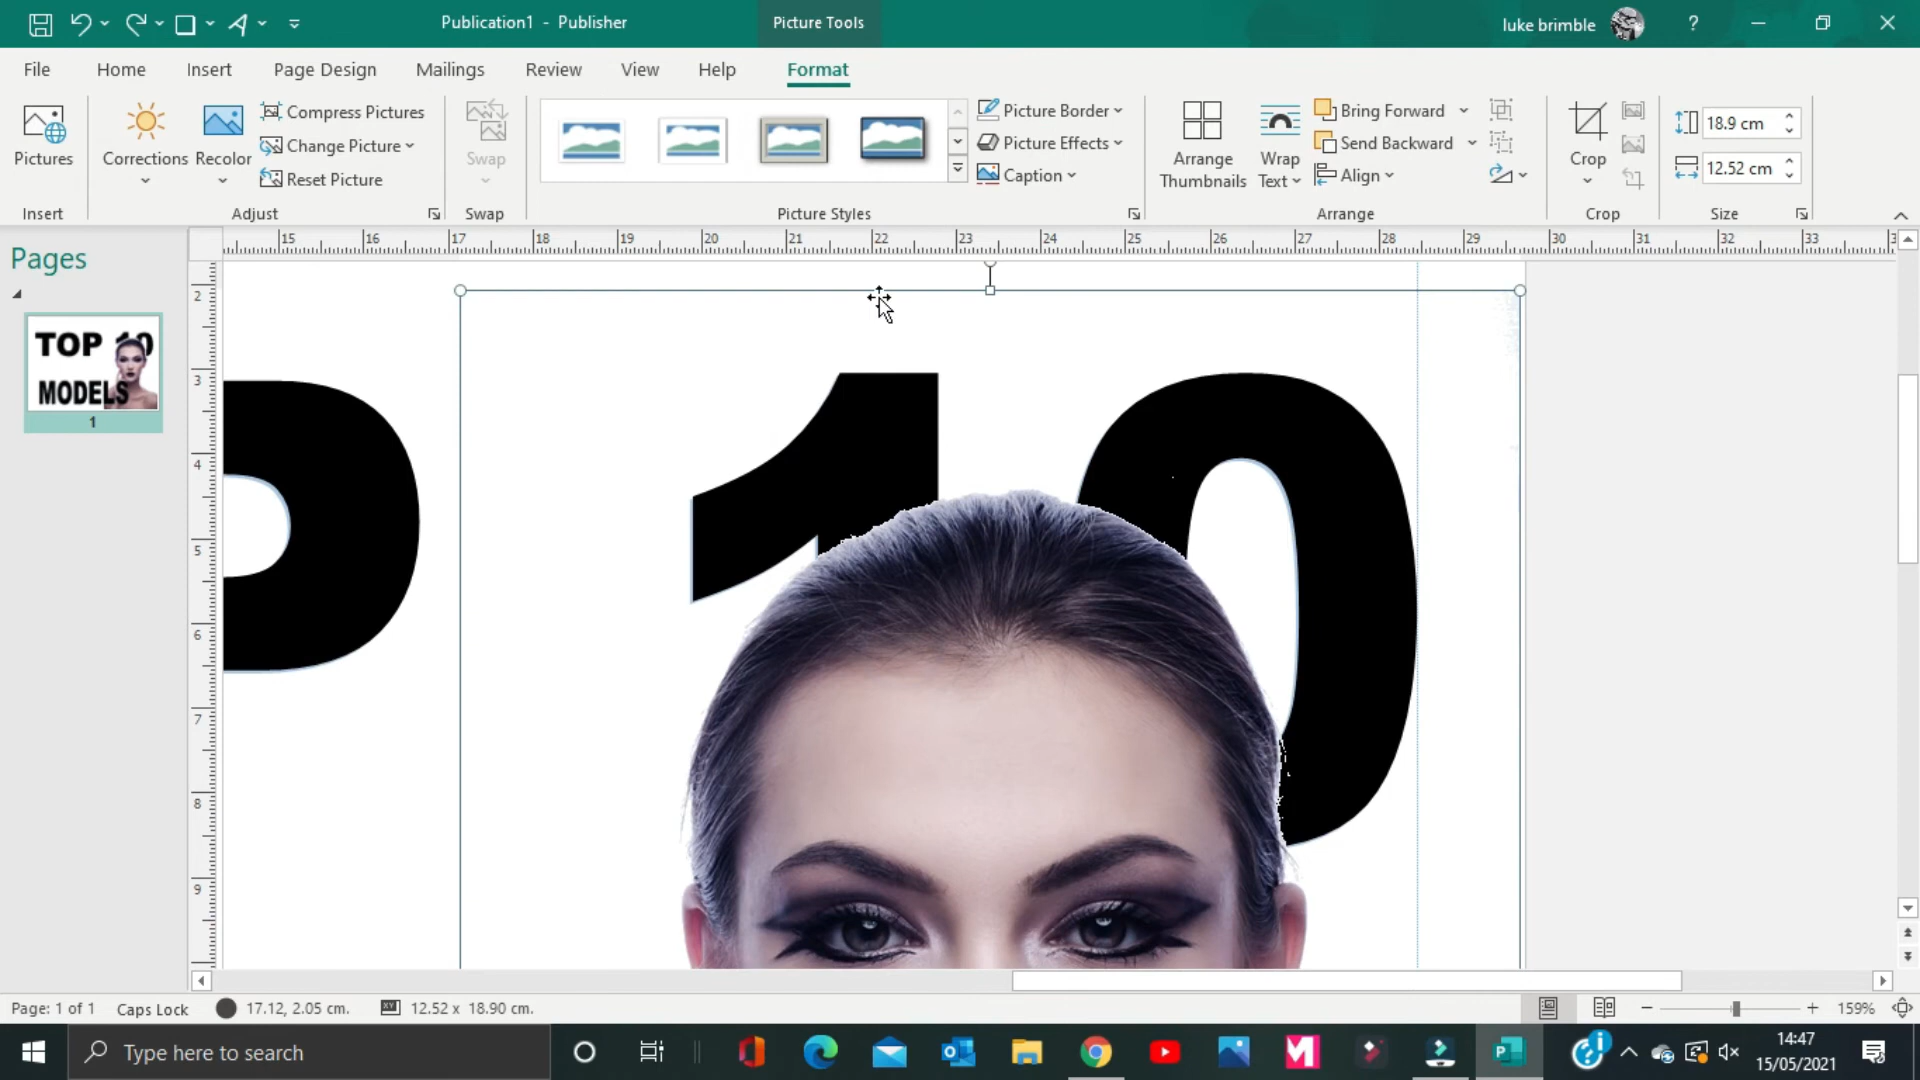 Publication1 - Publisher
Picture Tools
luke brimble
?
File
Home
Insert
Page Design
Mailings
Review
View
Help
Format
Pictures
Insert
Corrections
Recolor
Compress Pictures
Change Picture
Reset Picture
Adjust
Swap
Swap
Picture Border
Picture Effects
Caption
Picture Styles
Arrange
Thumbnails
Wrap
Text
Bring Forward
Send Backward
Align
Arrange
Crop
Crop
18.9 cm
12.52 cm
Size
15 16 17 18 19 20 21 22 23 24 25 26 27 28 29 30 31 32 33
Pages
TOP 10
MODELS
1
2
3
4
5
6
7
8
9
P 10
Page: 1 of 1
Caps Lock
17.12, 2.05 cm.
12.52 x 18.90 cm.
159%
Type here to search
14:47
15/05/2021